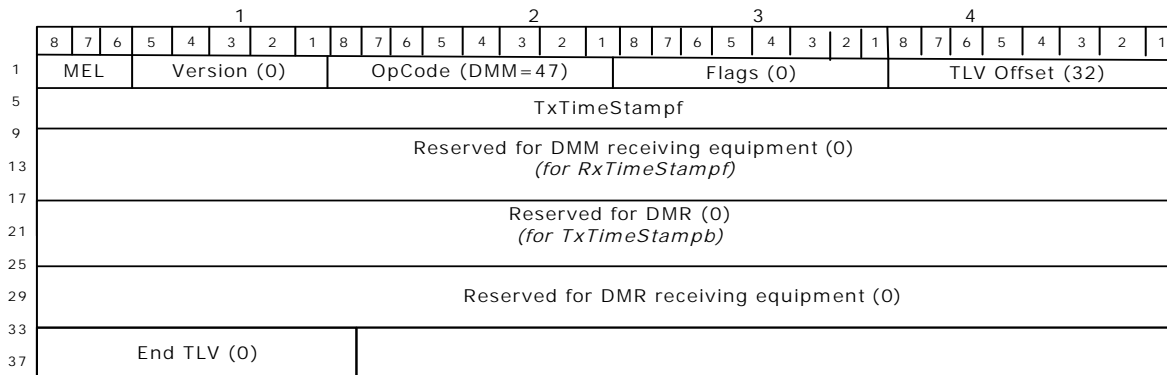 1 2 3 4
8 7 6 5 4 3 2 1 8 7 6 5 4 3 2 1 8 7 6 5 4 3 2 1 8 7 6 5 4 3 2 1
1 MEL Version (0) OpCode (DMM=47) Flags (0) TLV Offset (32)
5 TxTimeStampf
9
Reserved for DMM receiving equipment (0)
13 (for RxTimeStampf)
17
Reserved for DMR (0)
21 (for TxTimeStampb)
25
29 Reserved for DMR receiving equipment (0)
33
37 End TLV (0)